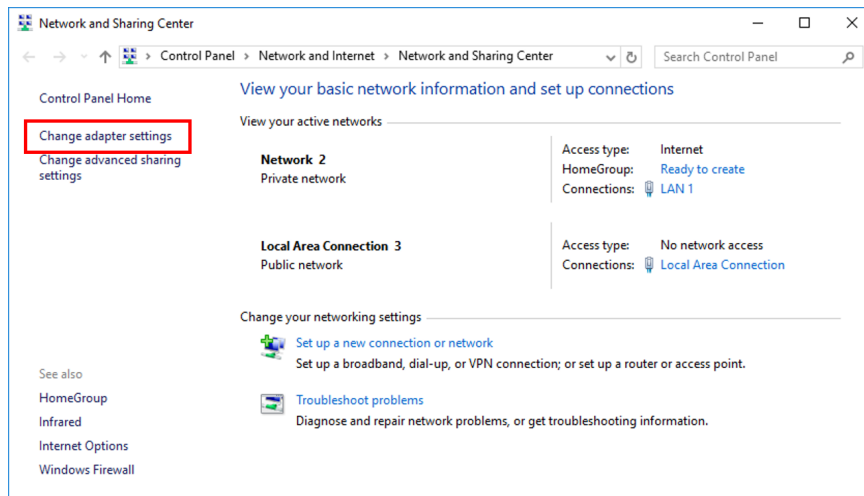 Network and Sharing Center
Control Panel > Network and Internet > Network and Sharing Center
Search Control Panel
Control Panel Home
Change adapter settings
Change advanced sharing
settings
View your basic network information and set up connections
View your active networks
Network 2
Private network
Access type: Internet
HomeGroup: Ready to create
Connections: LAN 1
Local Area Connection 3
Public network
Access type: No network access
Connections: Local Area Connection
Change your networking settings
Set up a new connection or network
Set up a broadband, dial-up, or VPN connection; or set up a router or access point.
Troubleshoot problems
Diagnose and repair network problems, or get troubleshooting information.
See also
HomeGroup
Infrared
Internet Options
Windows Firewall